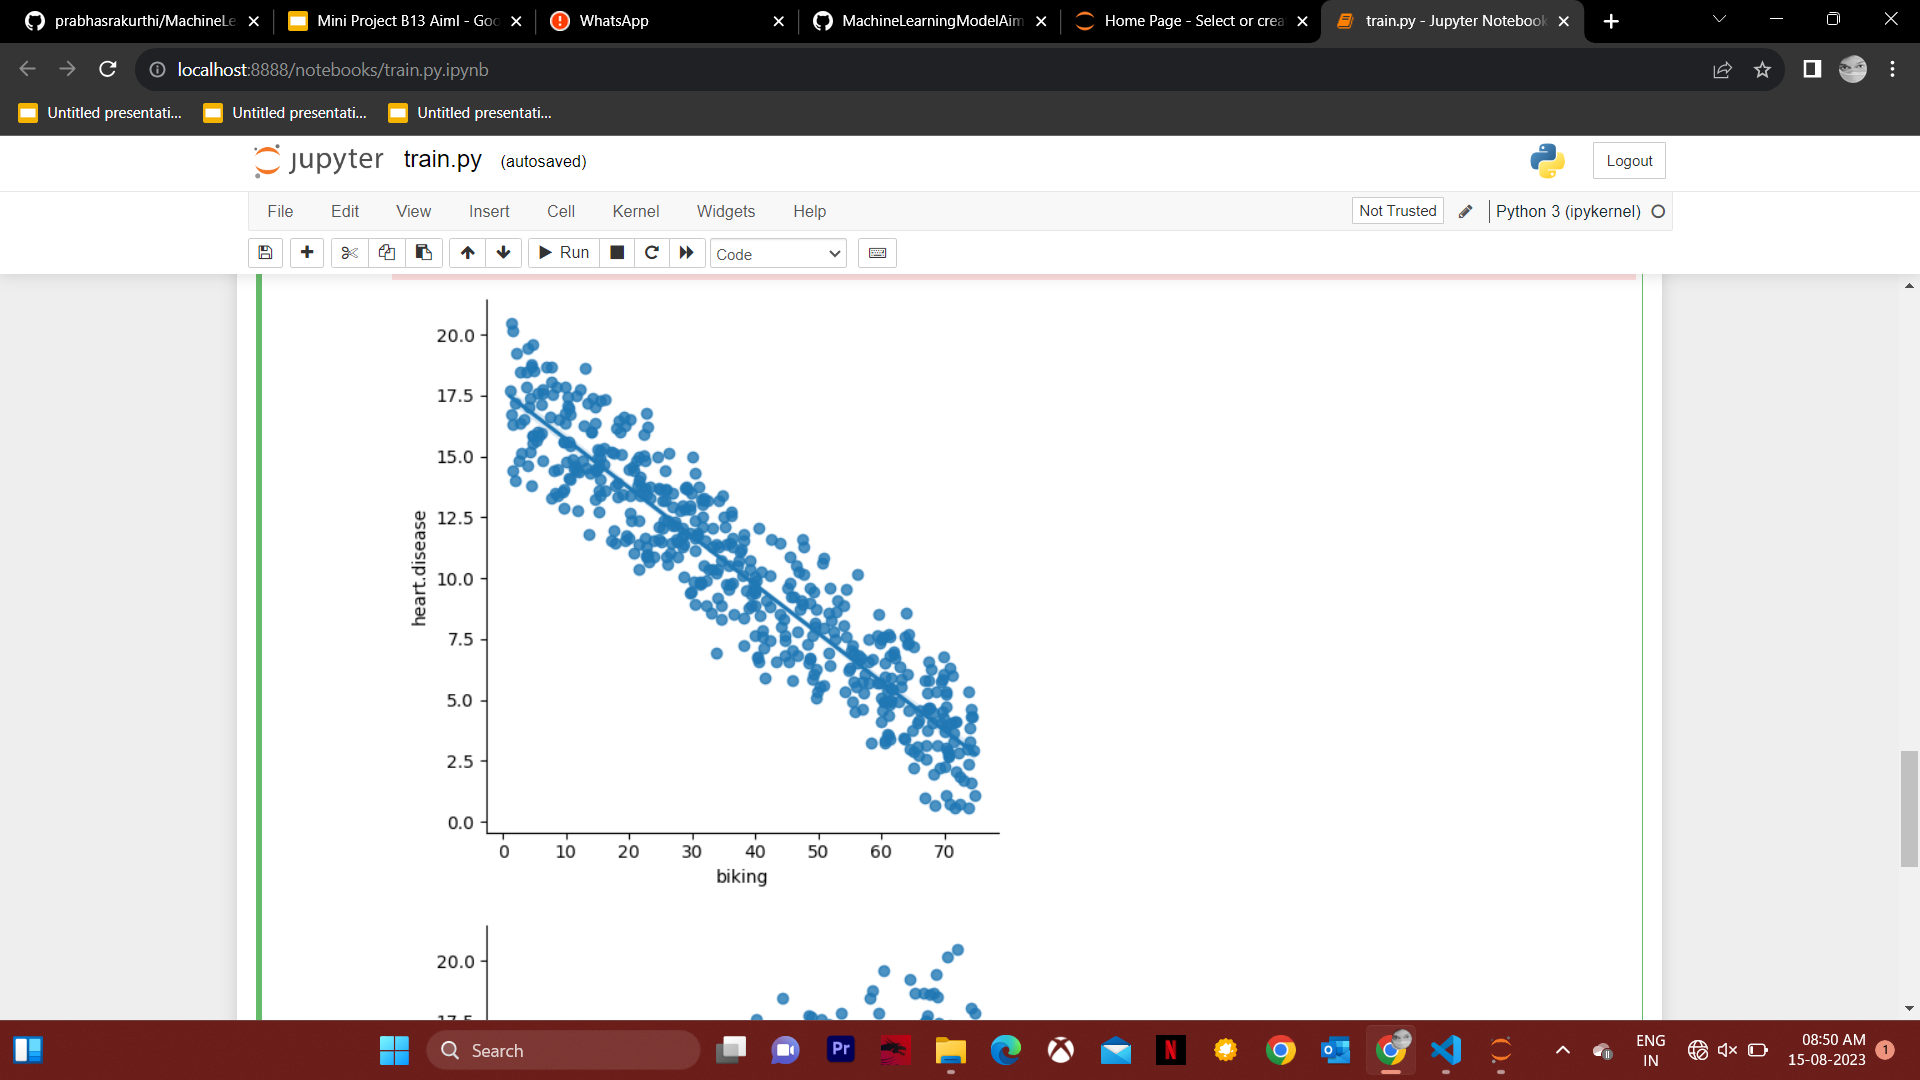 prabhasrakurthi/MachineLe
Mini Project B13 Aiml - Goo
WhatsApp
MachineLearningModelAim
Home Page - Select or crea
train.py - Jupyter Notebook
localhost:8888/notebooks/train.py.ipynb
Untitled presentati...
Untitled presentati...
Untitled presentati...
jupyter train.py (autosaved)
Logout
File Edit View Insert Cell Kernel Widgets Help
Not Trusted
Python 3 (ipykernel)
Run
Code
20.0
17.5
15.0
12.5
10.0
7.5
5.0
2.5
0.0
heart.disease
0 10 20 30 40 50 60 70
biking
20.0
17.5
Search
Pr
N
ENG
IN
08:50 AM
15-08-2023
1